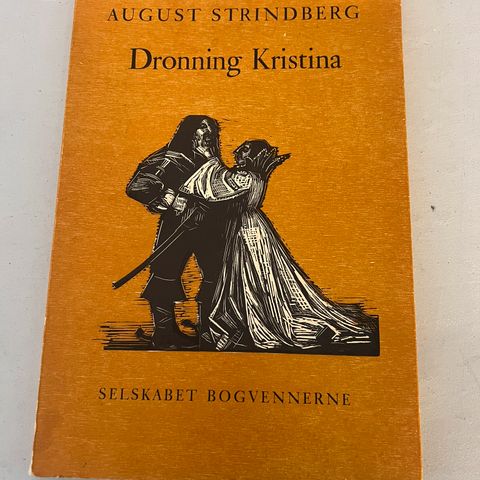 AUGUST STRINDBERG
Dronning Kristina
SELSKABET BOGVENNERNE